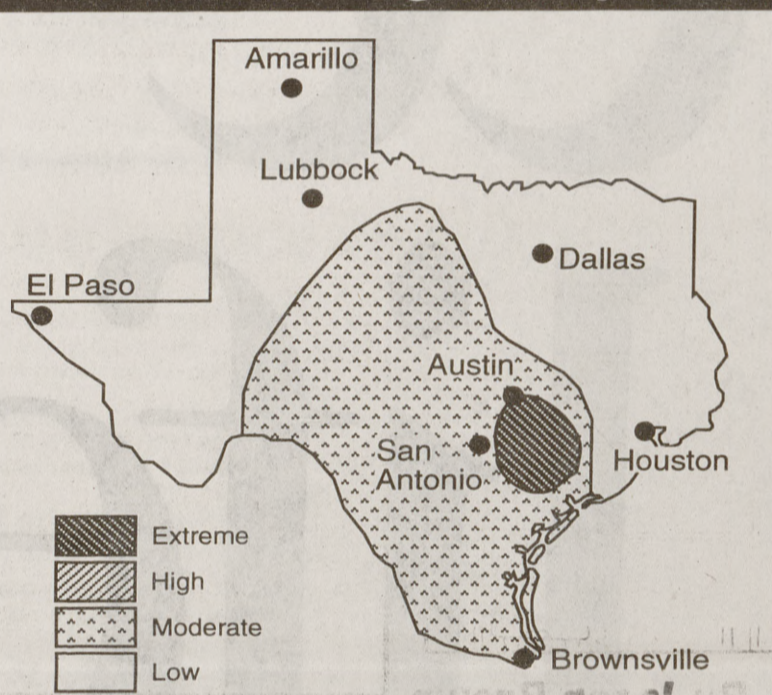 Amarillo
Lubbock
Dallas
El Paso
Austin
San
Antonio
Houston
Extreme
High
Moderate
Low
Brownsville